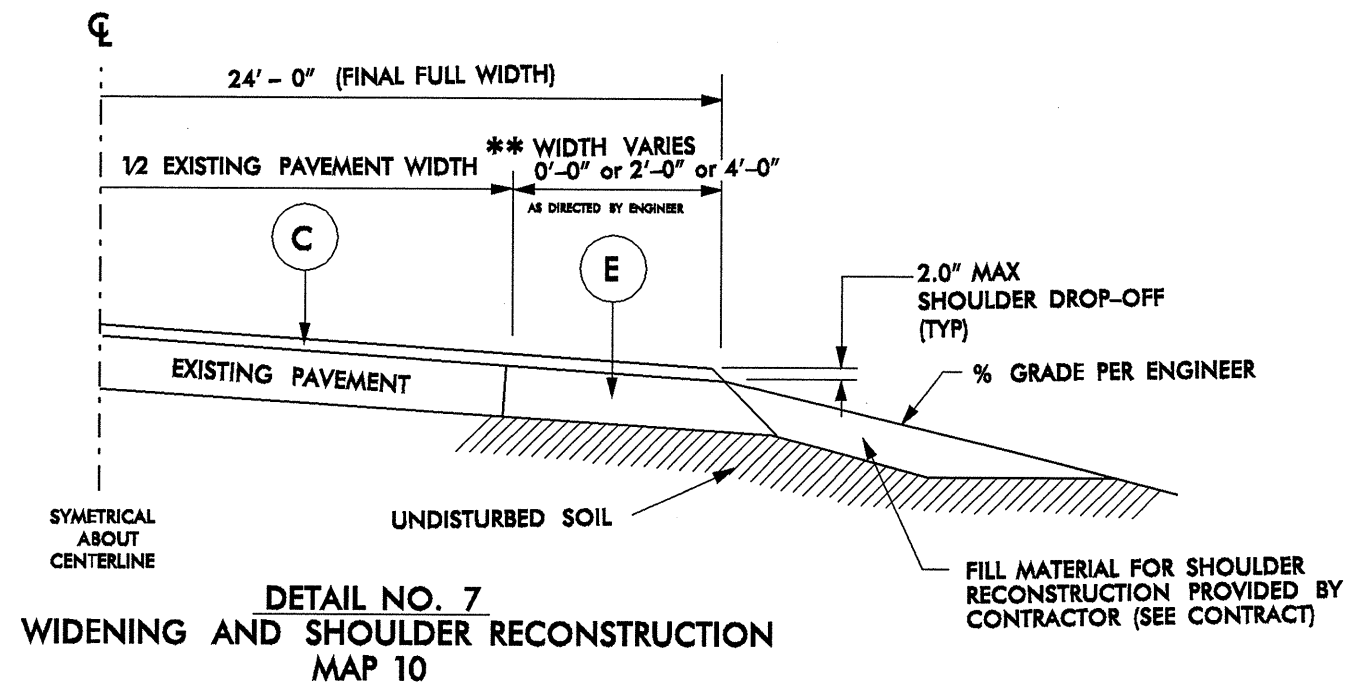 ℄
24' – 0" (FINAL FULL WIDTH)
1/2 EXISTING PAVEMENT WIDTH
** WIDTH VARIES
0'–0" or 2'–0" or 4'–0"
AS DIRECTED BY ENGINEER
C
E
2.0" MAX
SHOULDER DROP–OFF
(TYP)
% GRADE PER ENGINEER
EXISTING PAVEMENT
SYMETRICAL
ABOUT
CENTERLINE
UNDISTURBED SOIL
FILL MATERIAL FOR SHOULDER
RECONSTRUCTION PROVIDED BY
CONTRACTOR (SEE CONTRACT)
DETAIL NO. 7
WIDENING AND SHOULDER RECONSTRUCTION
MAP 10